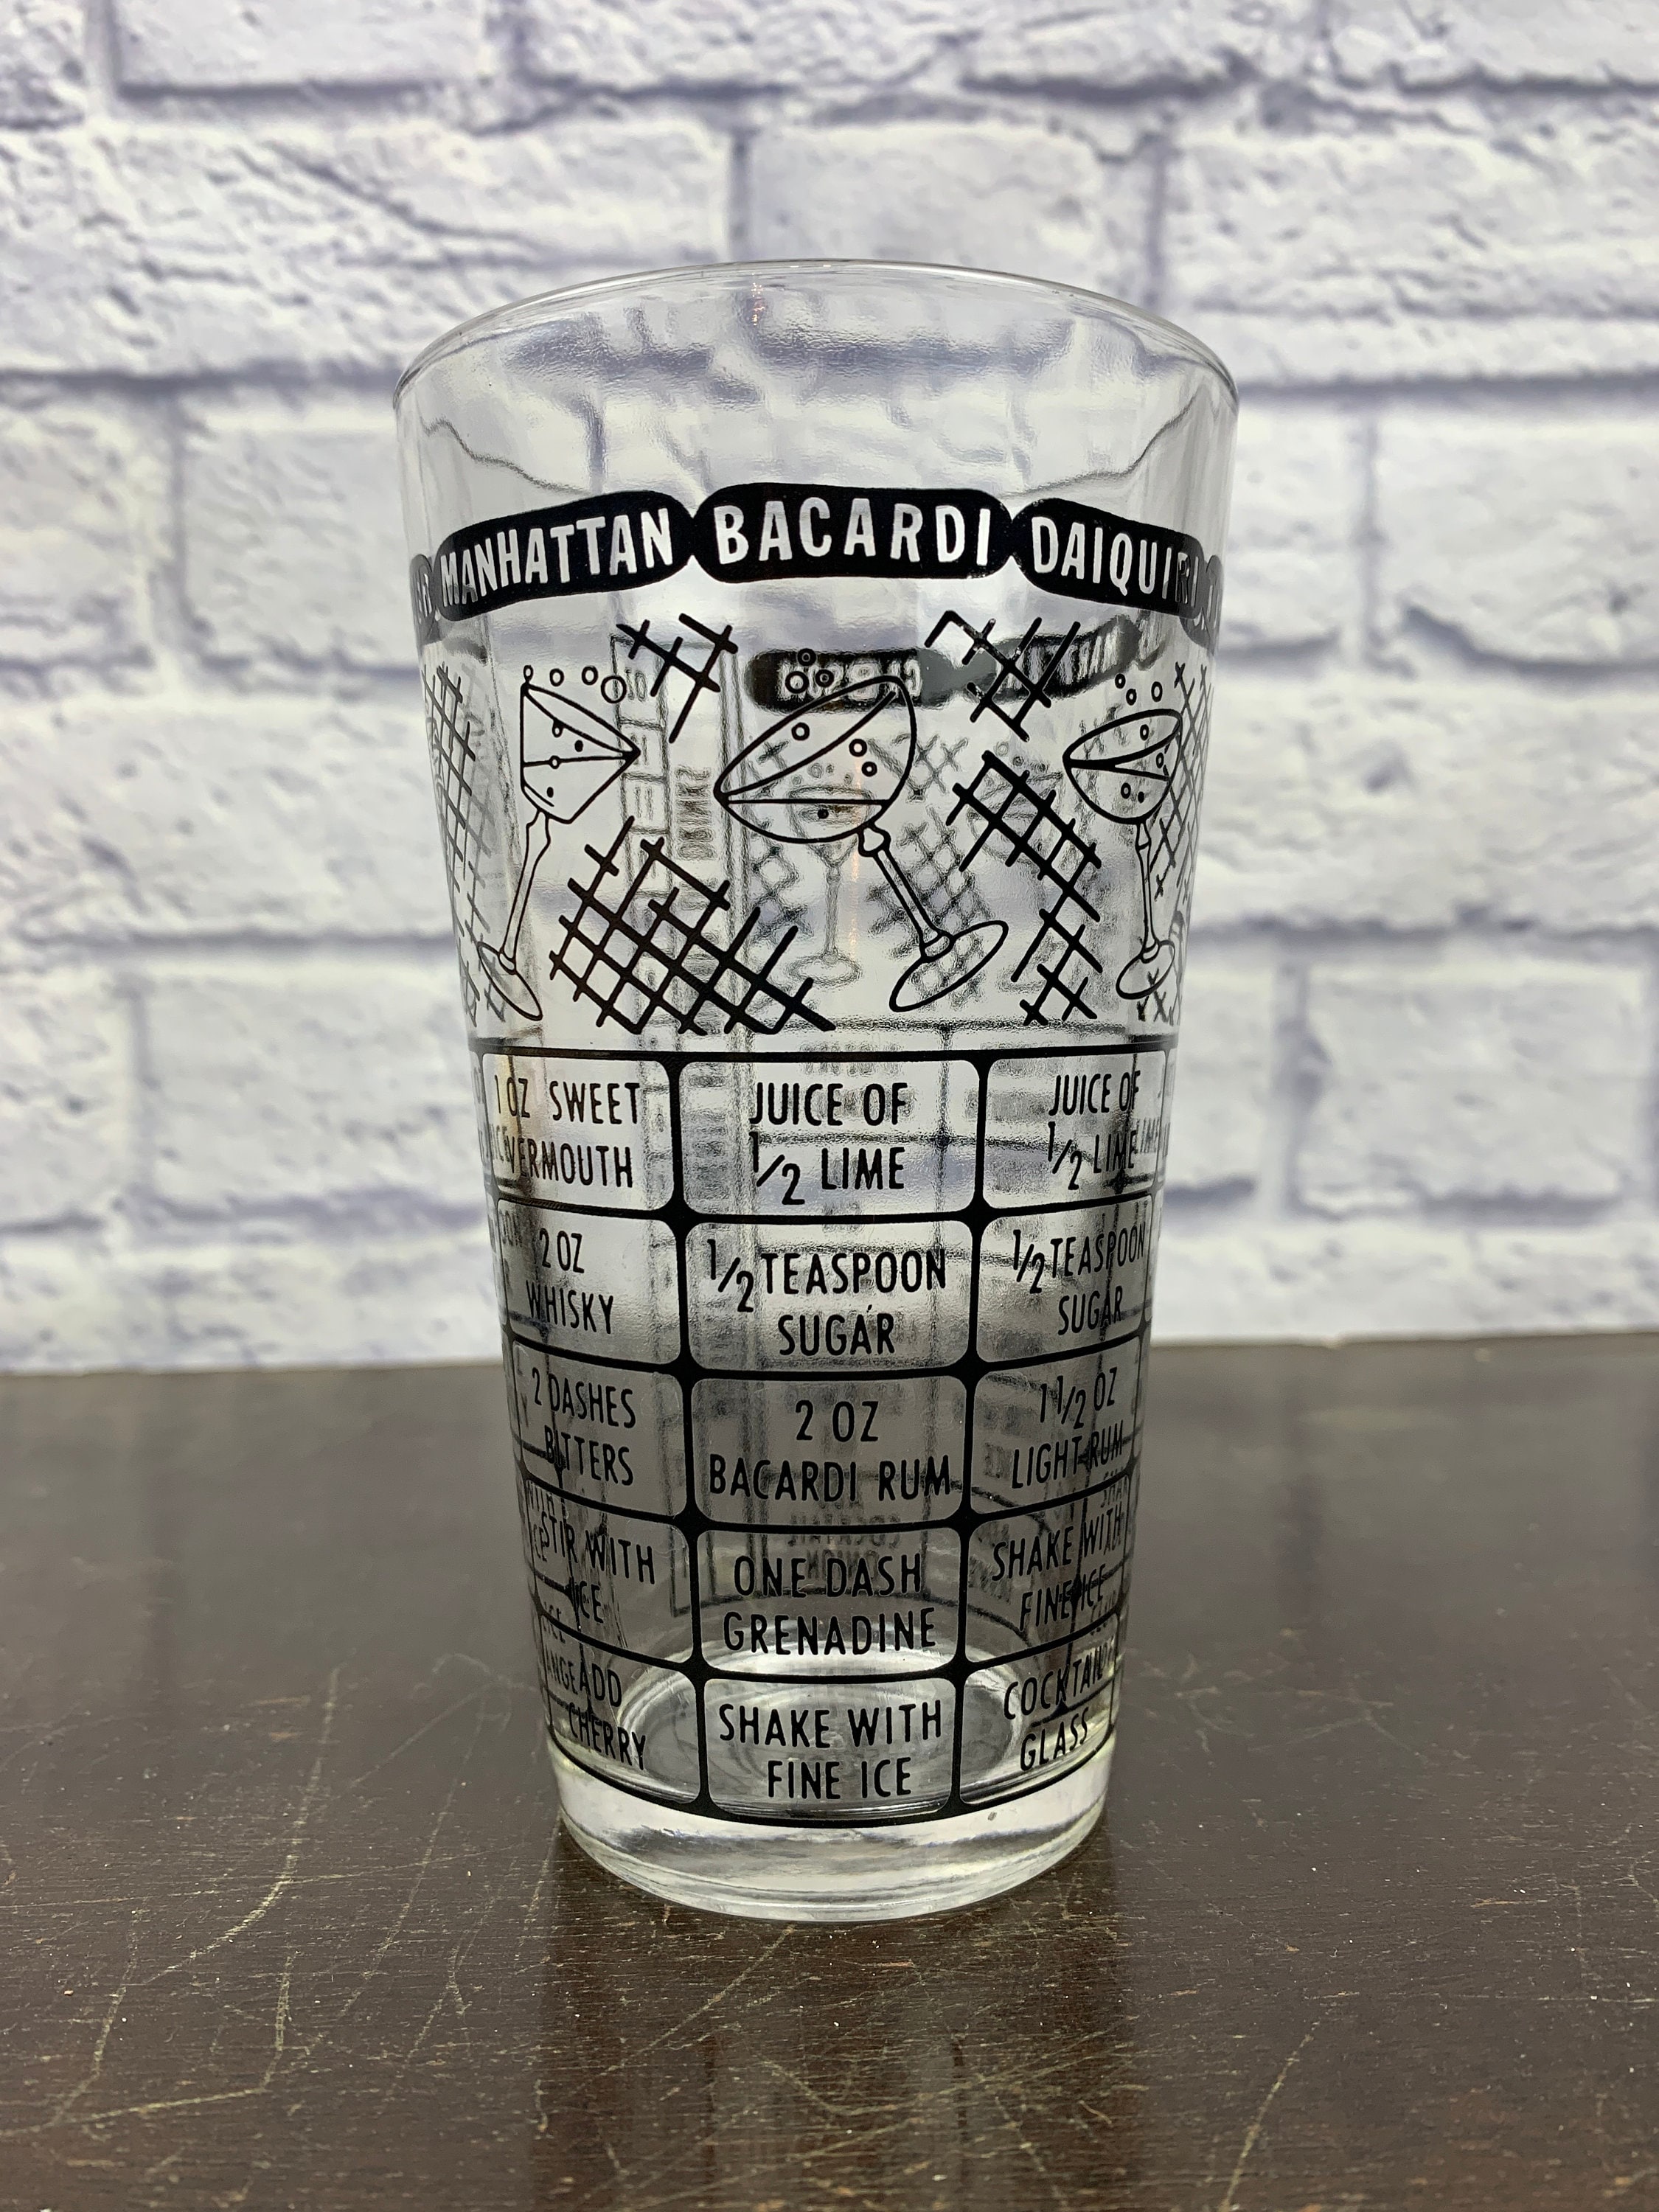 MANHATTAN
1 OZ SWEET
VERMOUTH
2 OZ
WHISKY
2 DASHES
BITTERS
STIR WITH
ICE
ADD
CHERRY
BACARDI
JUICE OF
1/2 LIME
1/2 TEASPOON
SUGAR
2 OZ
BACARDI RUM
ONE DASH
GRENADINE
SHAKE WITH
FINE ICE
DAIQUIRI
JUICE OF
1/2 LIME
1/2 TEASPOON
SUGAR
1 1/2 OZ
LIGHT RUM
SHAKE WITH
FINE ICE
COCKTAIL
GLASS